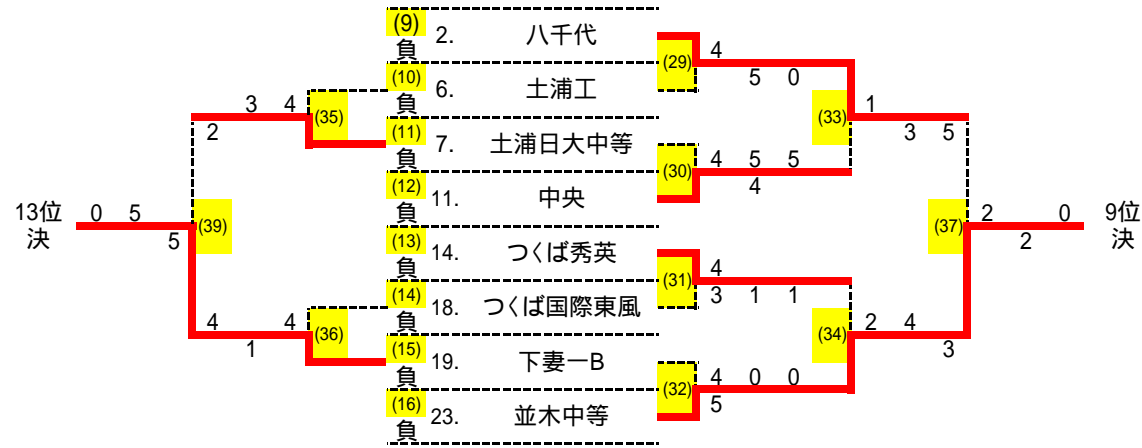 (9)
負 2. 八千代
(10)
負 6. 土浦工
(11)
負 7. 土浦日大中等
(12)
負 11. 中央
(13)
負 14. つくば秀英
(14)
負 18. つくば国際東風
(15)
負 19. 下妻一B
(16)
負 23. 並木中等
(29) 4
5 0
(30) 4 5 5
4
(31) 4
3 1 1
(32) 4 0 0
5
(33) 1
3 5
(34) 2 4
3
(37) 2 0
2
9位
決
3 4 (35)
2
4 4 (36)
1
0 5 (39)
5
13位
決